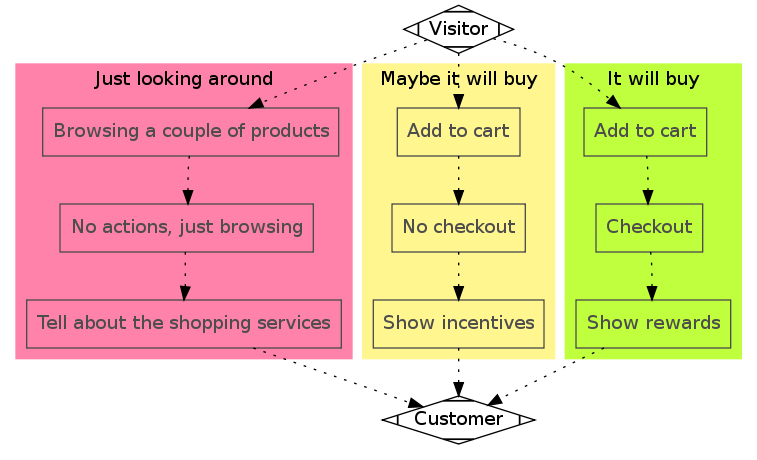 Visitor
Just looking around
Maybe it will buy
It will buy
Browsing a couple of products
Add to cart
Add to cart
No actions, just browsing
No checkout
Checkout
Tell about the shopping services
Show incentives
Show rewards
Customer